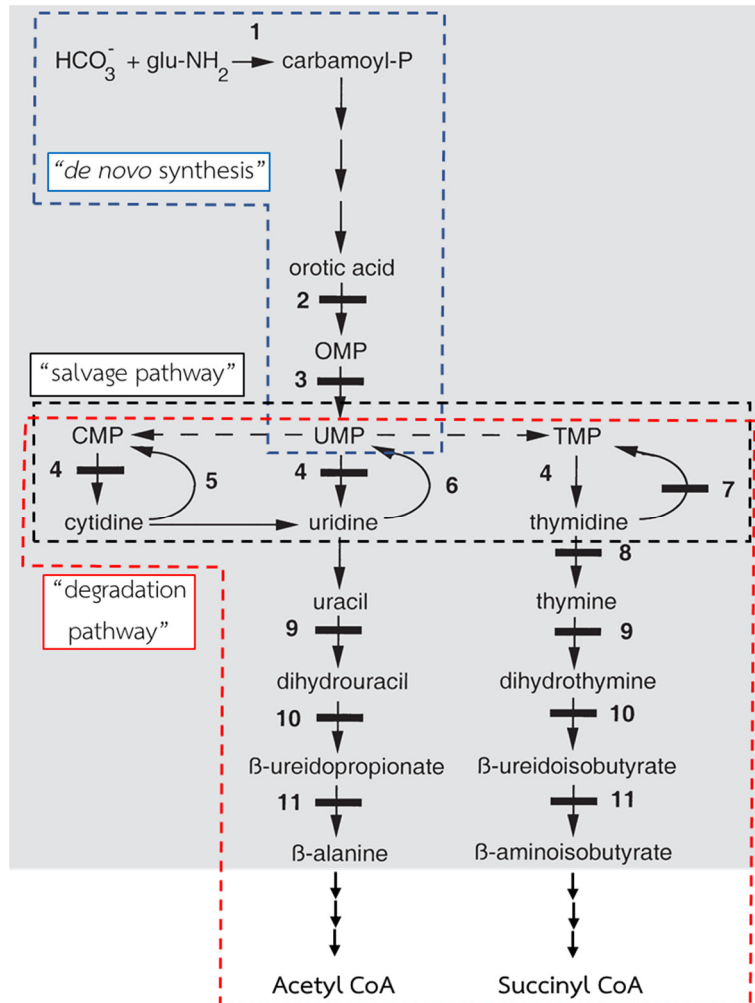 1
HCO₃⁻ + glu-NH₂ carbamoyl-P
“de novo synthesis”
orotic acid
2
OMP
“salvage pathway”
3
CMP UMP TMP
4 5 4 6 4 7
cytidine uridine thymidine
8
“degradation
pathway”
uracil thymine
9 9
dihydrouracil dihydrothymine
10 10
ß-ureidopropionate ß-ureidoisobutyrate
11 11
ß-alanine ß-aminoisobutyrate
Acetyl CoA Succinyl CoA